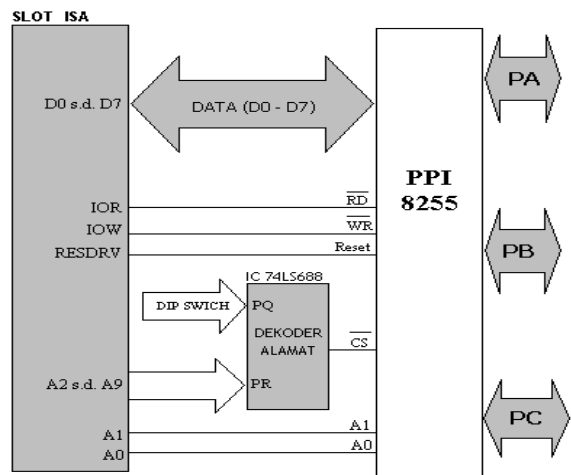 SLOT ISA
D0 s.d. D7
DATA (D0 - D7)
PA
PPI
8255
IOR
RD
IOW
WR
RESDRV
Reset
PB
IC 74LS688
DIP SWICH
PQ
DEKODER
ALAMAT
CS
A2 s.d. A9
PR
PC
A1
A1
A0
A0